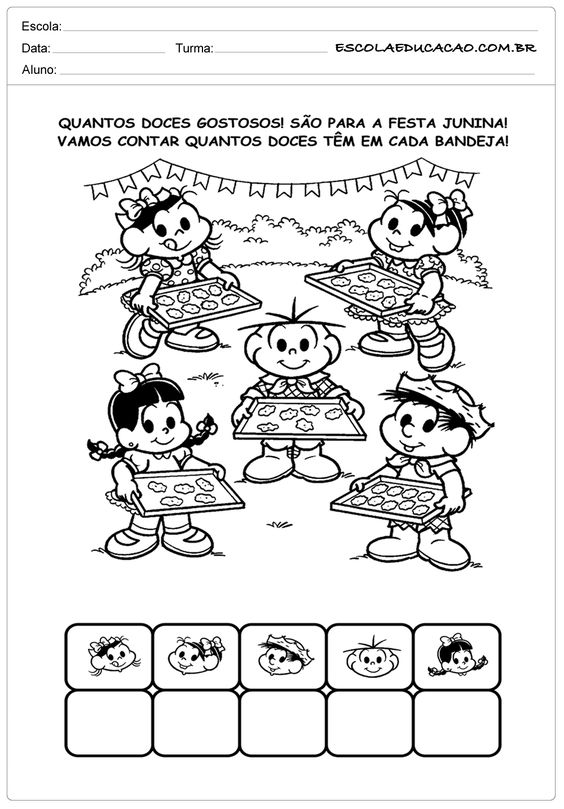 Escola:
Data: Turma: ESCOLAEDUCACAO.COM.BR
Aluno:
QUANTOS DOCES GOSTOSOS! SÃO PARA A FESTA JUNINA!
VAMOS CONTAR QUANTOS DOCES TÊM EM CADA BANDEJA!